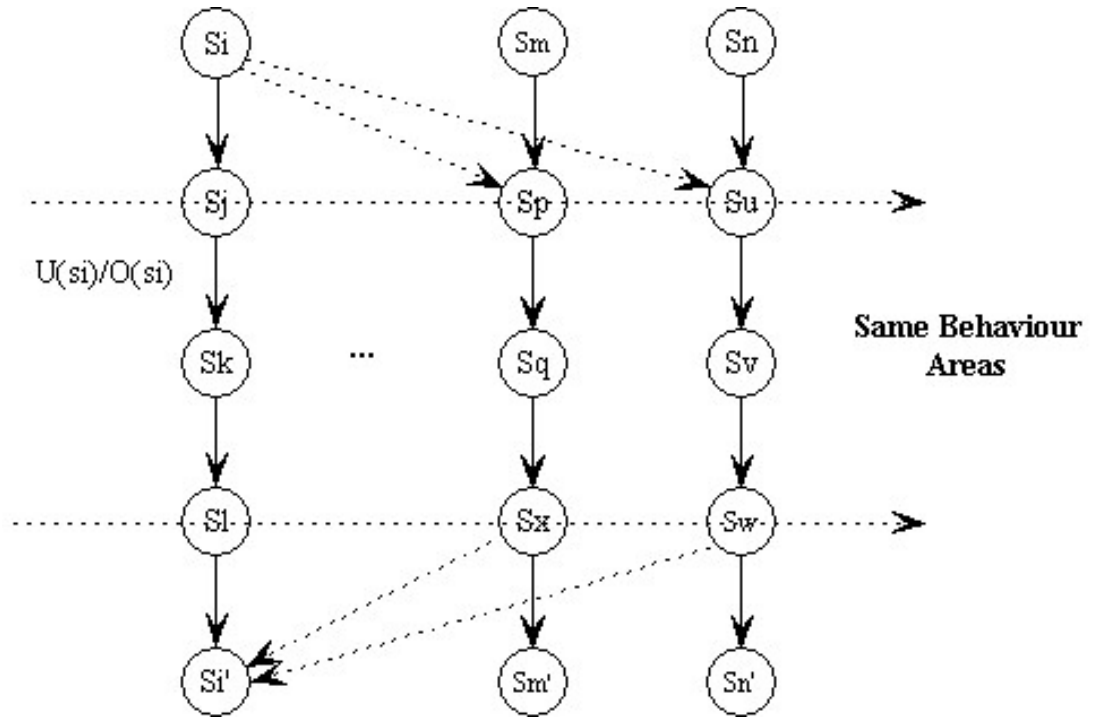 Si Sm Sn
Sj Sp Su
U(si)/O(si)
Same Behaviour
Areas
Sk ... Sq Sv
Sl Sx Sw
Si' Sm' Sn'